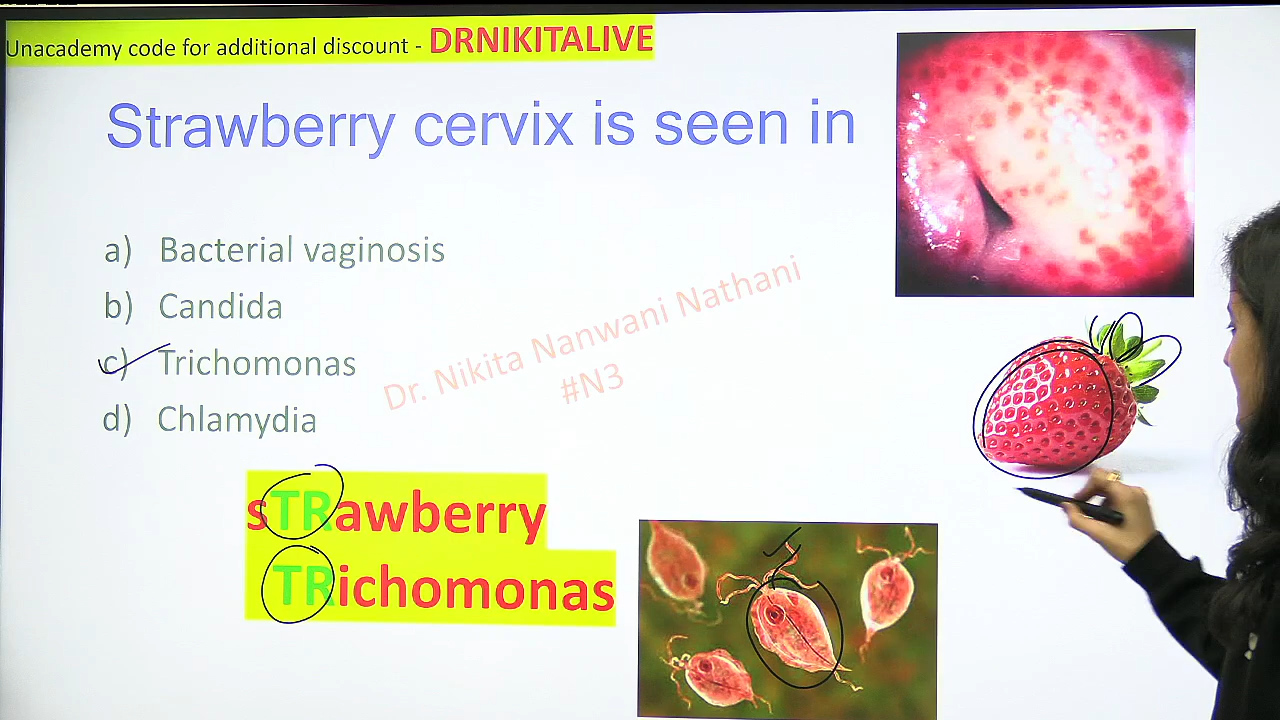 Unacademy code for additional discount - DRNIKITALIVE
Strawberry cervix is seen in
a) Bacterial vaginosis
b) Candida
c) Trichomonas
d) Chlamydia
Dr. Nikita Nanwani Nathani
#N3
sTRawberry
TRichomonas